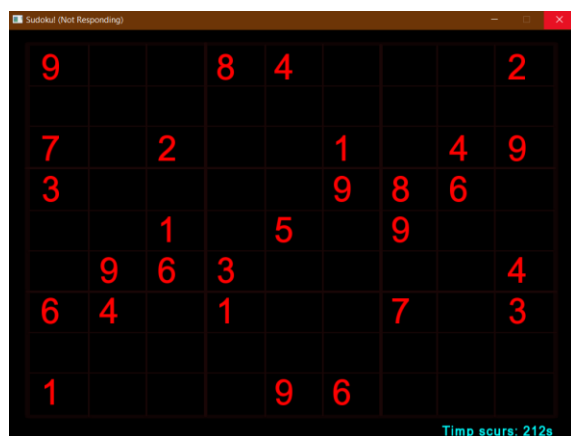 Sudoku! (Not Responding)
9 8 4 2
7 2 1 4 9
3 9 8 6
1 5 9
9 6 3 4
6 4 1 7 3
1 9 6
Timp scurs: 212s